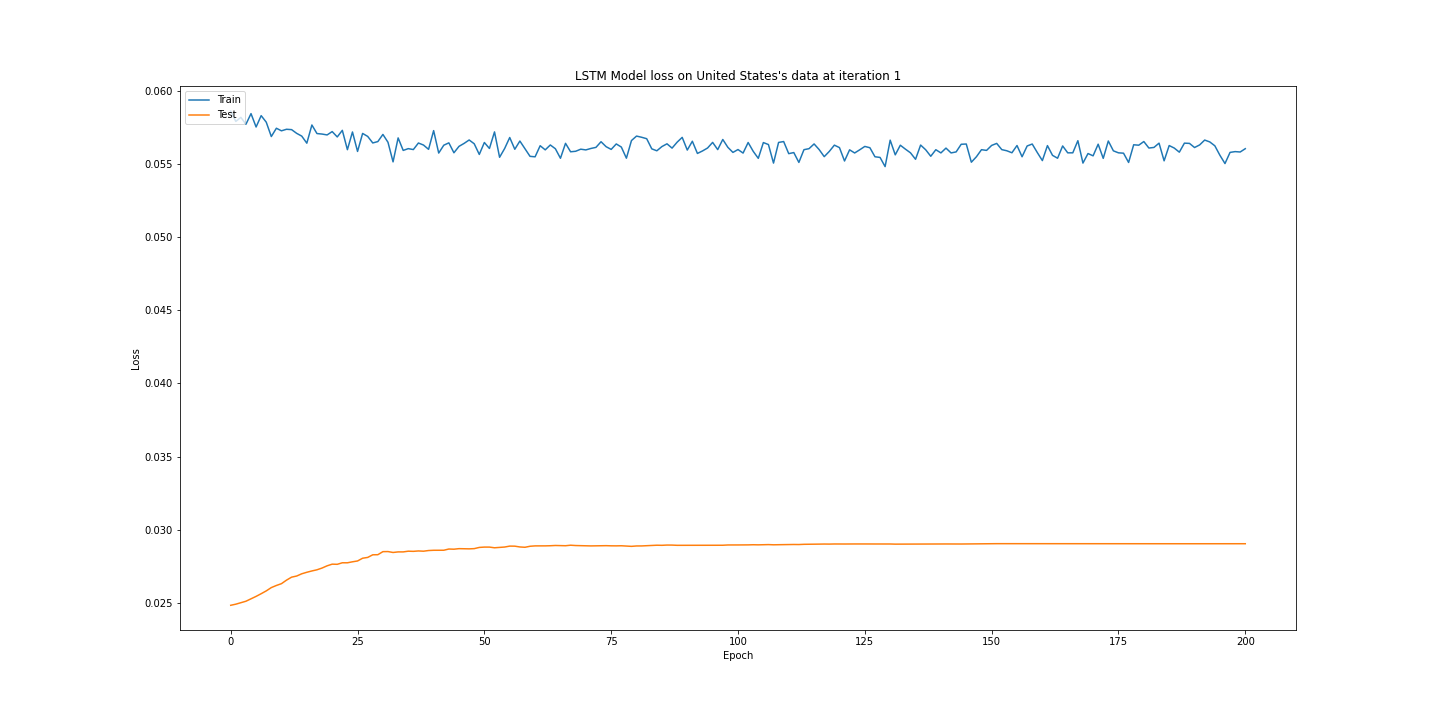 LSTM Model loss on United States's data at iteration 1
Train
Test
0.060
0.055
0.050
0.045
0.040
0.035
0.030
0.025
Loss
0 25 50 75 100 125 150 175 200
Epoch